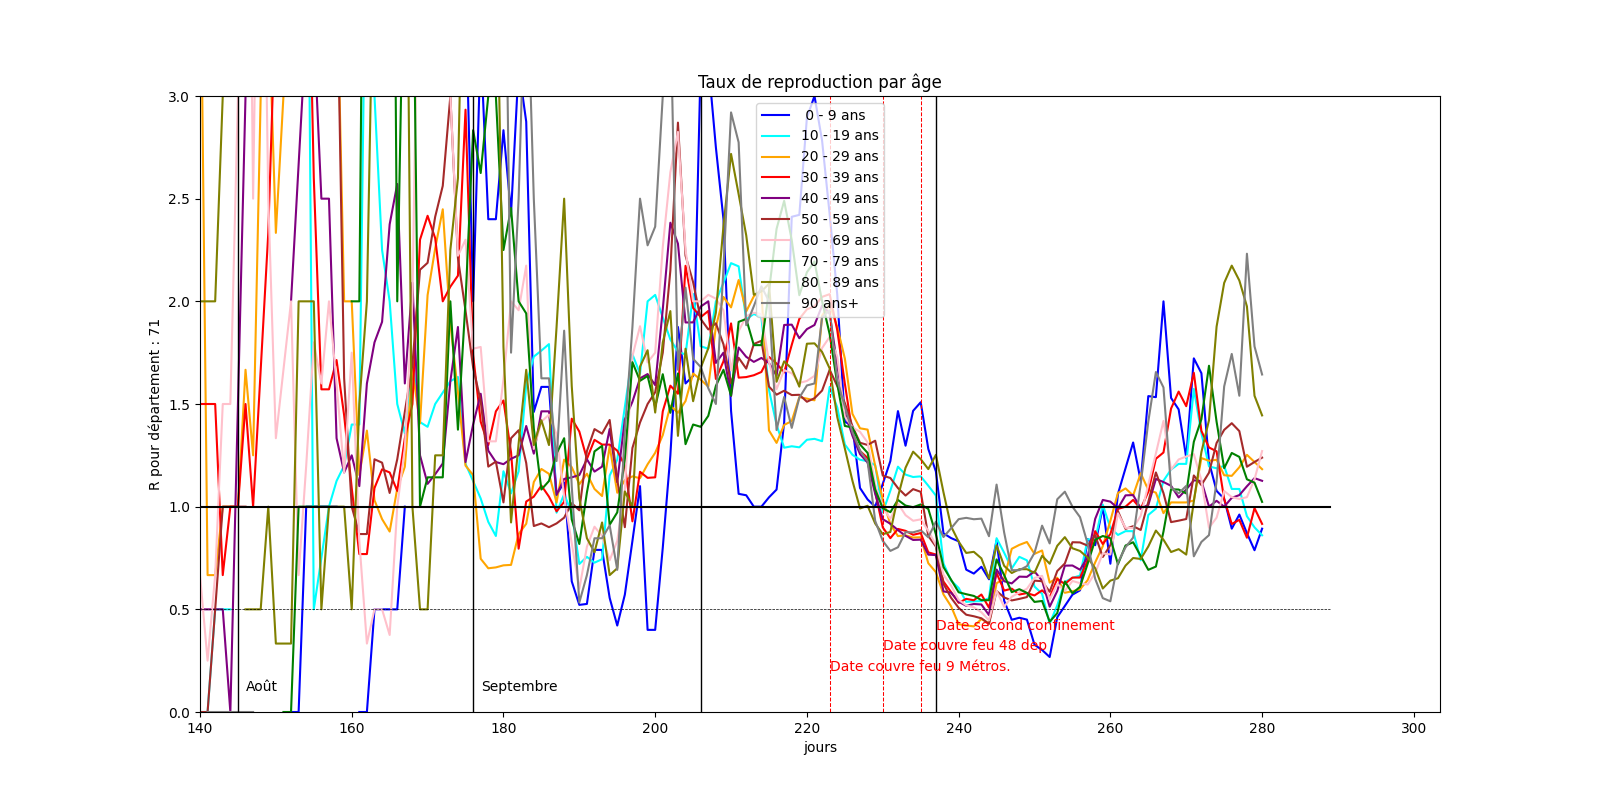 Taux de reproduction par âge
R pour département : 71
3.0
2.5
2.0
1.5
1.0
0.5
0.0
0 - 9 ans
10 - 19 ans
20 - 29 ans
30 - 39 ans
40 - 49 ans
50 - 59 ans
60 - 69 ans
70 - 79 ans
80 - 89 ans
90 ans+
Date second confinement
Date couvre feu 48 dep
Date couvre feu 9 Métros.
Août
Septembre
140
160
180
200
220
240
260
280
300
jours